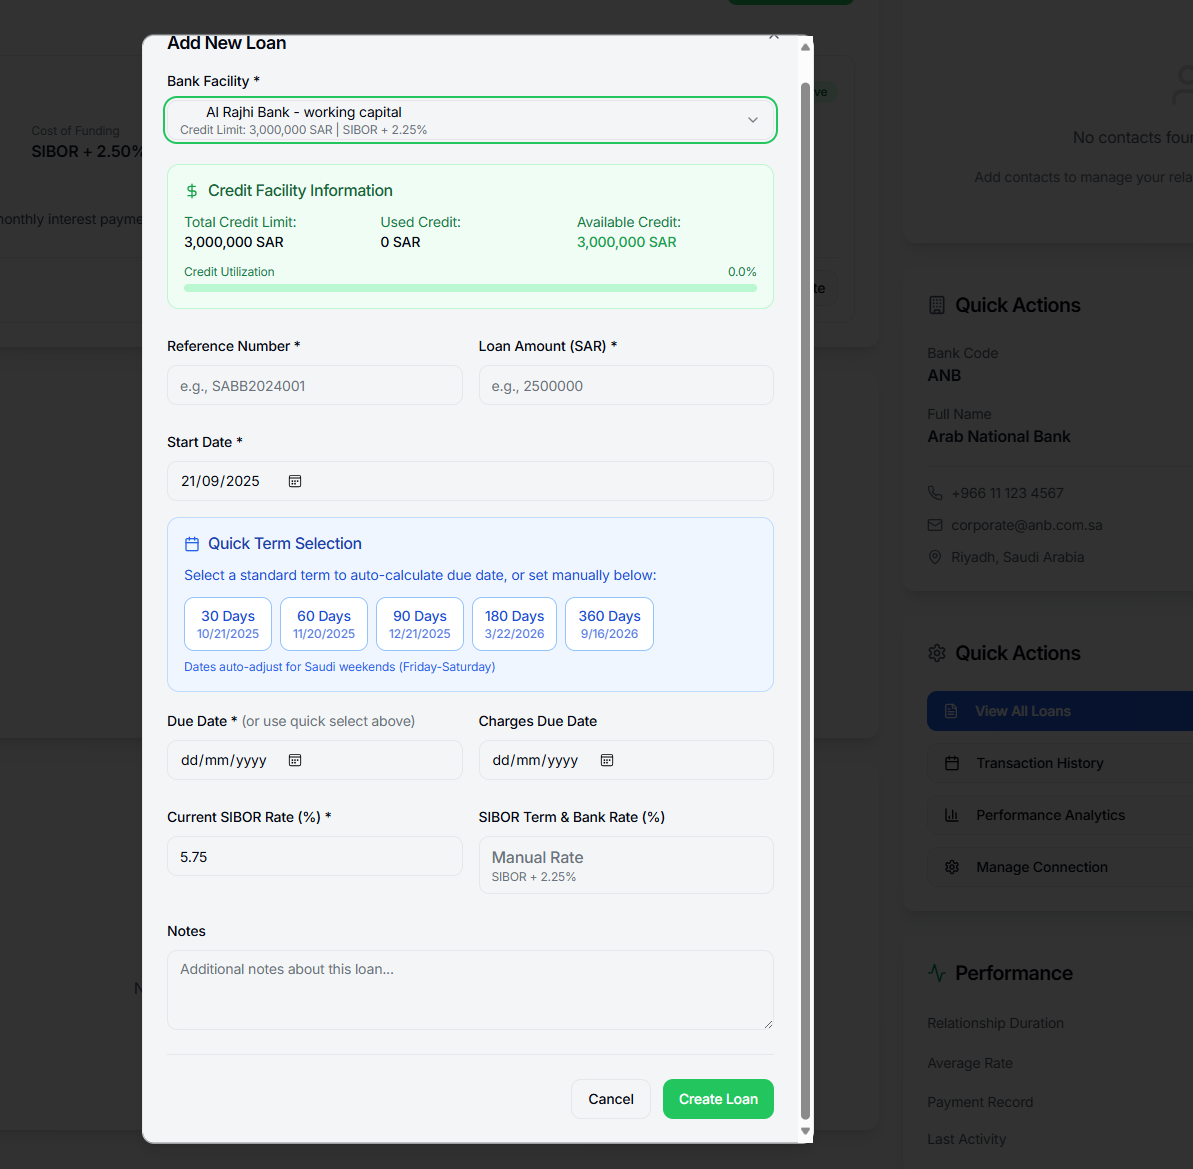 Add New Loan
Bank Facility *
Al Rajhi Bank - working capital
Credit Limit: 3,000,000 SAR | SIBOR + 2.25%
Credit Facility Information
Total Credit Limit:
3,000,000 SAR
Used Credit:
0 SAR
Available Credit:
3,000,000 SAR
Credit Utilization
0.0%
Reference Number *
e.g., SABB2024001
Loan Amount (SAR) *
e.g., 2500000
Start Date *
21/09/2025
Quick Term Selection
Select a standard term to auto-calculate due date, or set manually below:
30 Days
10/21/2025
60 Days
11/20/2025
90 Days
12/21/2025
180 Days
3/22/2026
360 Days
9/16/2026
Dates auto-adjust for Saudi weekends (Friday-Saturday)
Due Date * (or use quick select above)
dd/mm/yyyy
Charges Due Date
dd/mm/yyyy
Current SIBOR Rate (%) *
5.75
SIBOR Term & Bank Rate (%)
Manual Rate
SIBOR + 2.25%
Notes
Additional notes about this loan...
Cancel
Create Loan
Cost of Funding
SIBOR + 2.50%
monthly interest payme
ve
te
N
No contacts four
Add contacts to manage your rela
Quick Actions
Bank Code
ANB
Full Name
Arab National Bank
+966 11 123 4567
corporate@anb.com.sa
Riyadh, Saudi Arabia
Quick Actions
View All Loans
Transaction History
Performance Analytics
Manage Connection
Performance
Relationship Duration
Average Rate
Payment Record
Last Activity